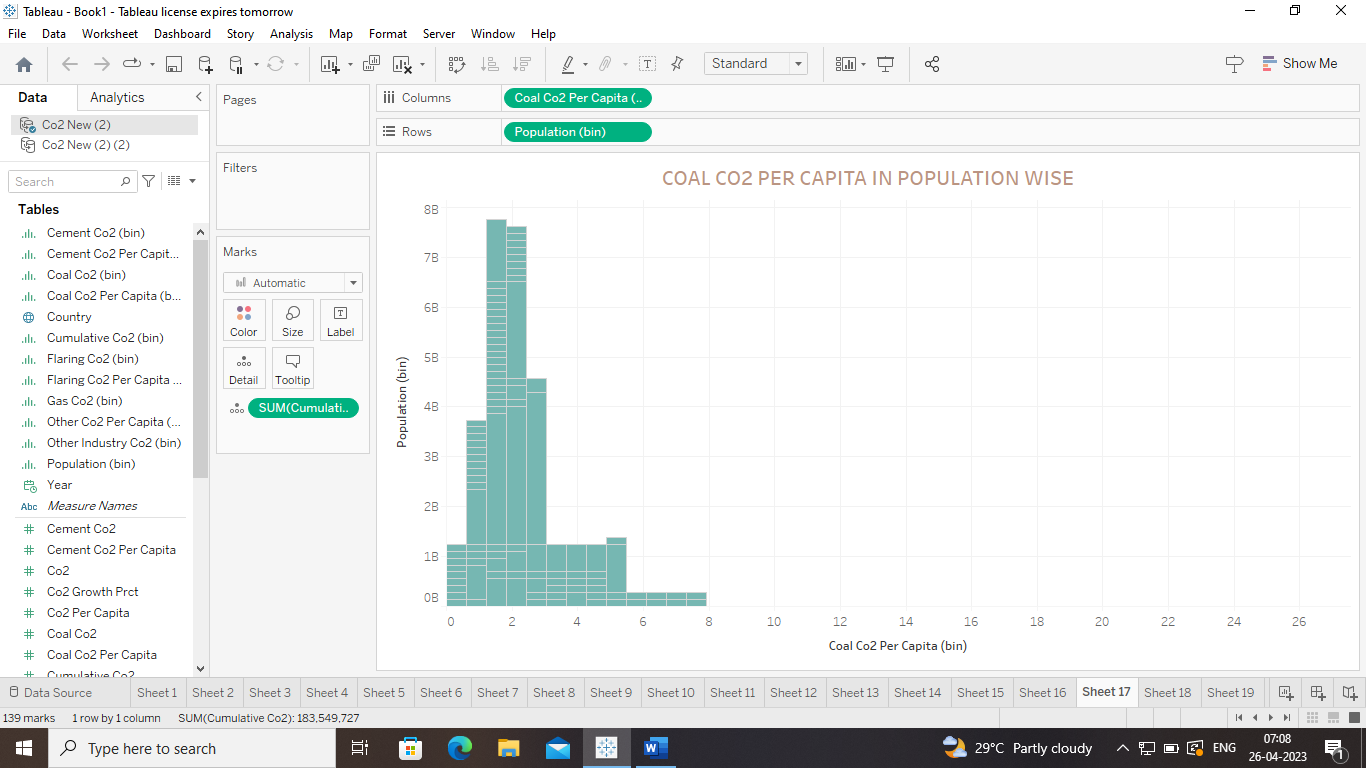 Tableau - Book1 - Tableau license expires tomorrow
File Data Worksheet Dashboard Story Analysis Map Format Server Window Help
Standard
Show Me
Data Analytics
Co2 New (2)
Co2 New (2) (2)
Search
Tables
Cement Co2 (bin)
Cement Co2 Per Capit...
Coal Co2 (bin)
Coal Co2 Per Capita (b...
Country
Cumulative Co2 (bin)
Flaring Co2 (bin)
Flaring Co2 Per Capita ...
Gas Co2 (bin)
Other Co2 Per Capita (...
Other Industry Co2 (bin)
Population (bin)
Year
Abc Measure Names
Cement Co2
Cement Co2 Per Capita
Co2
Co2 Growth Prct
Co2 Per Capita
Coal Co2
Coal Co2 Per Capita
Cumulative Co2
Pages
Filters
Marks
Automatic
Color Size Label
Detail Tooltip
SUM(Cumulati..
Columns Coal Co2 Per Capita (..
Rows Population (bin)
COAL CO2 PER CAPITA IN POPULATION WISE
8B
7B
6B
5B
4B
3B
2B
1B
0B
Population (bin)
0 2 4 6 8 10 12 14 16 18 20 22 24 26
Coal Co2 Per Capita (bin)
Data Source Sheet 1 Sheet 2 Sheet 3 Sheet 4 Sheet 5 Sheet 6 Sheet 7 Sheet 8 Sheet 9 Sheet 10 Sheet 11 Sheet 12 Sheet 13 Sheet 14 Sheet 15 Sheet 16 Sheet 17 Sheet 18 Sheet 19
139 marks 1 row by 1 column SUM(Cumulative Co2): 183,549.727
Type here to search
29°C Partly cloudy
ENG
07:08
26-04-2023
1